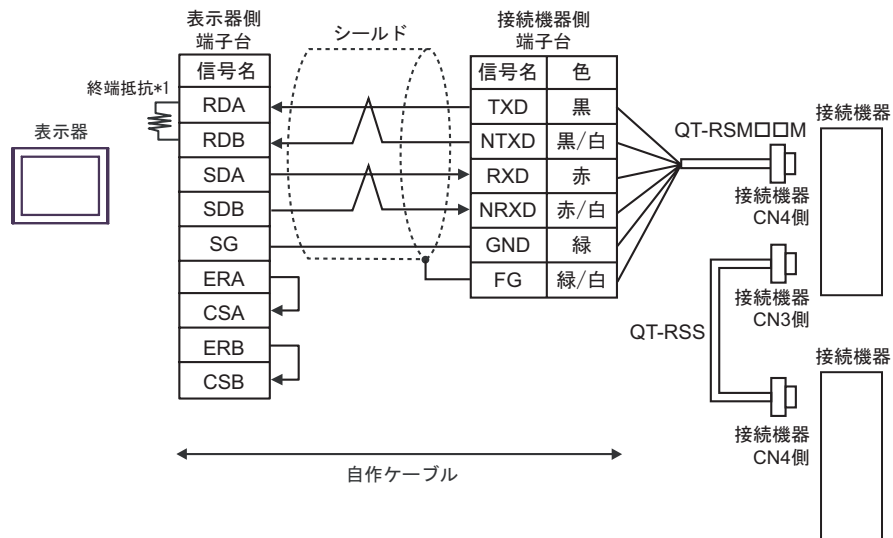 表示器側
端子台
シールド
接続機器側
端子台
信号名
信号名 色
終端抵抗*1
RDA
TXD 黒
QT-RSM□□M
接続機器
表示器
RDB
NTXD 黒/白
SDA
RXD 赤
接続機器
CN4側
SDB
NRXD 赤/白
SG
GND 緑
ERA
FG 緑/白
接続機器
CN3側
CSA
QT-RSS
ERB
接続機器
CSB
接続機器
CN4側
自作ケーブル